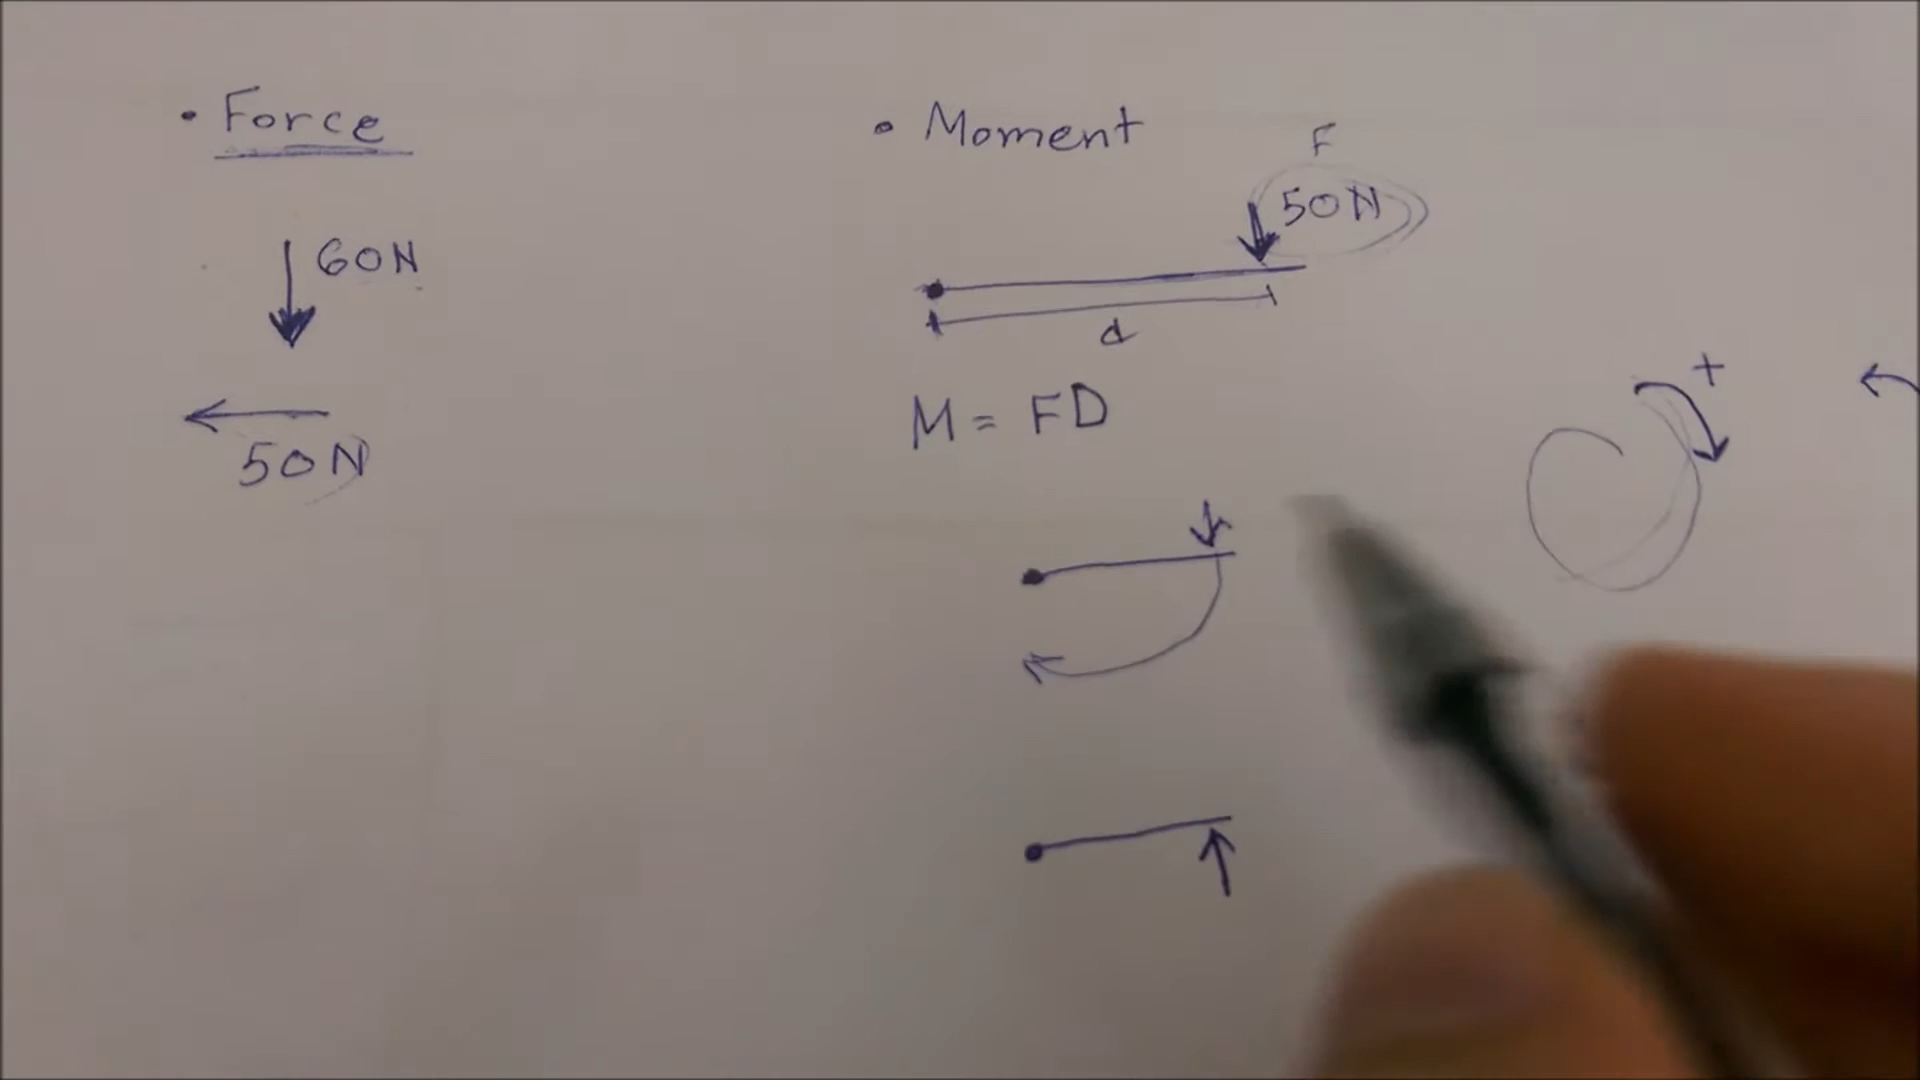 • Force
60N
50N
• Moment
F
50N
d
M = FD
+